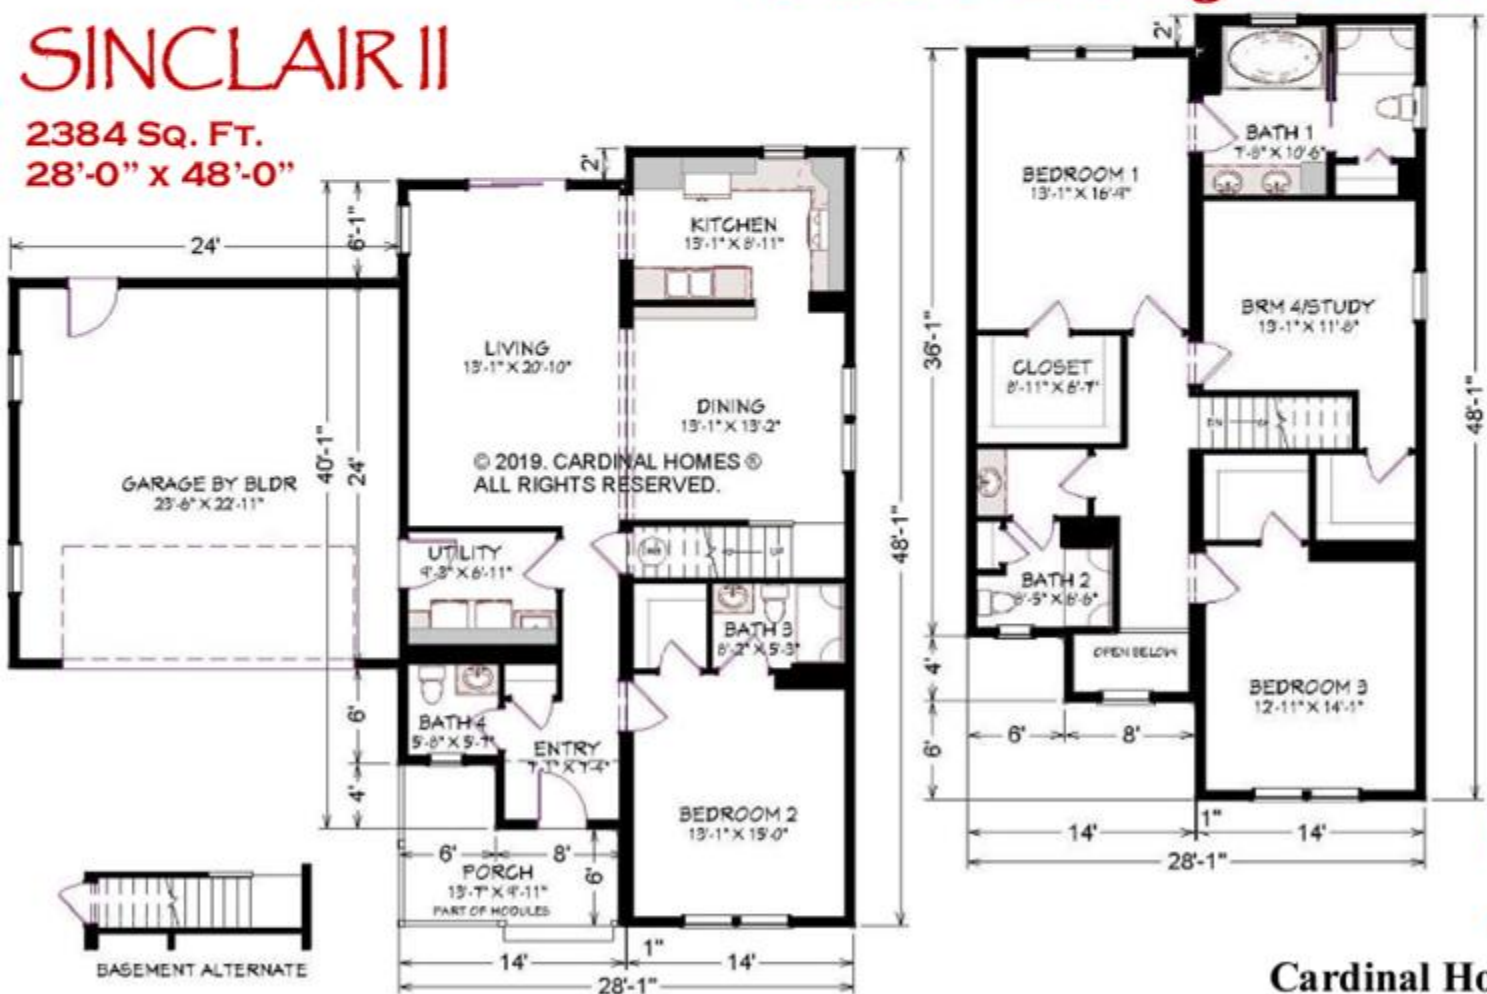 SINCLAIR II
2384 SQ. FT.
28'-0" X 48'-0"
24'
6'-1"
2'
40'-1"
24'
6'
4'
KITCHEN
13'-1" X 8'-11"
LIVING
13'-1" X 20'-10"
DINING
13'-1" X 13'-2"
© 2019. CARDINAL HOMES ®
ALL RIGHTS RESERVED.
GARAGE BY BLDR
23'-6" X 22'-11"
UTILITY
9'-3" X 6'-11"
UP
BATH 3
8'-2" X 5'-3"
BATH 4
5'-8" X 5'-7"
ENTRY
BEDROOM 2
13'-1" X 15'-0"
6'
8'
6'
PORCH
13'-7" X 9'-11"
PART OF MODULES
14'
1"
14'
28'-1"
48'-1"
BASEMENT ALTERNATE
2'
36'-1"
4'
6'
BEDROOM 1
13'-1" X 16'-9"
BATH 1
7'-8" X 10'-6"
BRM 4/STUDY
13'-1" X 11'-8"
CLOSET
8'-11" X 6'-7"
DN
BATH 2
8'-5" X 8'-6"
OPEN BELOW
BEDROOM 3
12'-11" X 14'-1"
6'
8'
14'
1"
14'
28'-1"
48'-1"
Cardinal Ho